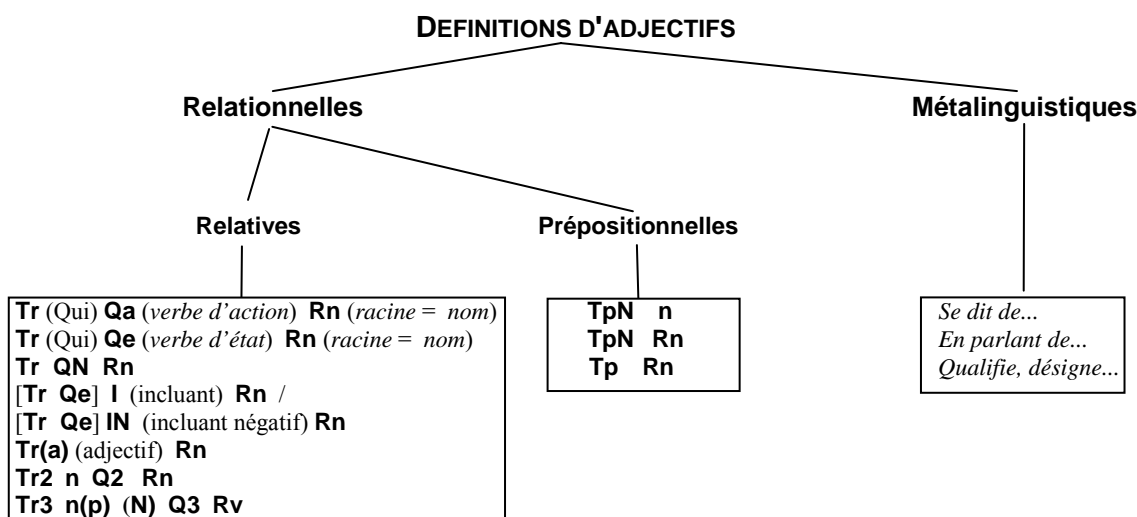 DEFINITIONS D'ADJECTIFS
Relationnelles
Métalinguistiques
Relatives
Prépositionnelles
Tr (Qui) Qa (verbe d'action) Rn (racine = nom)
Tr (Qui) Qe (verbe d'état) Rn (racine = nom)
Tr QN Rn
[Tr Qe] I (incluant) Rn /
[Tr Qe] IN (incluant négatif) Rn
Tr(a) (adjectif) Rn
Tr2 n Q2 Rn
Tr3 n(p) (N) Q3 Rv
TpN n
TpN Rn
Tp Rn
Se dit de...
En parlant de...
Qualifie, désigne...